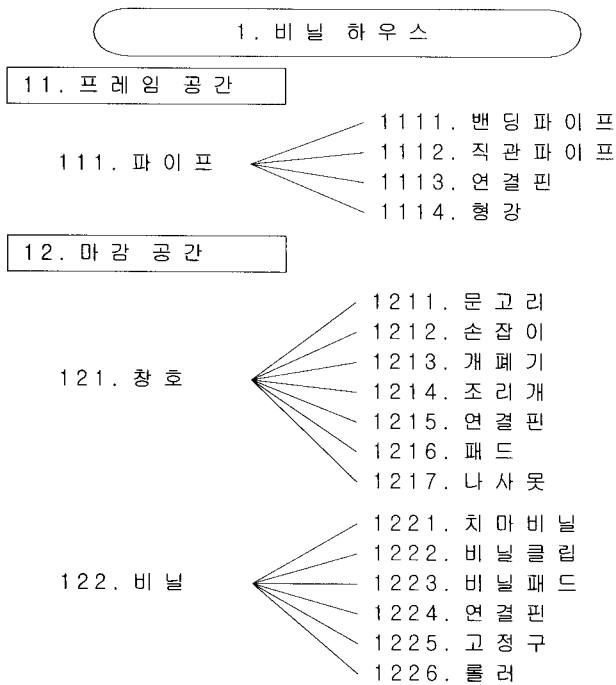 1. 비닐 하우스
11. 프레임 공간
111. 파이프
1111. 밴딩파이프
1112. 직관파이프
1113. 연결핀
1114. 형강
12. 마감 공간
121. 창호
1211. 문고리
1212. 손잡이
1213. 개폐기
1214. 조리개
1215. 연결핀
1216. 패드
1217. 나사못
122. 비닐
1221. 치마비닐
1222. 비닐클립
1223. 비닐패드
1224. 연결핀
1225. 고정구
1226. 롤러